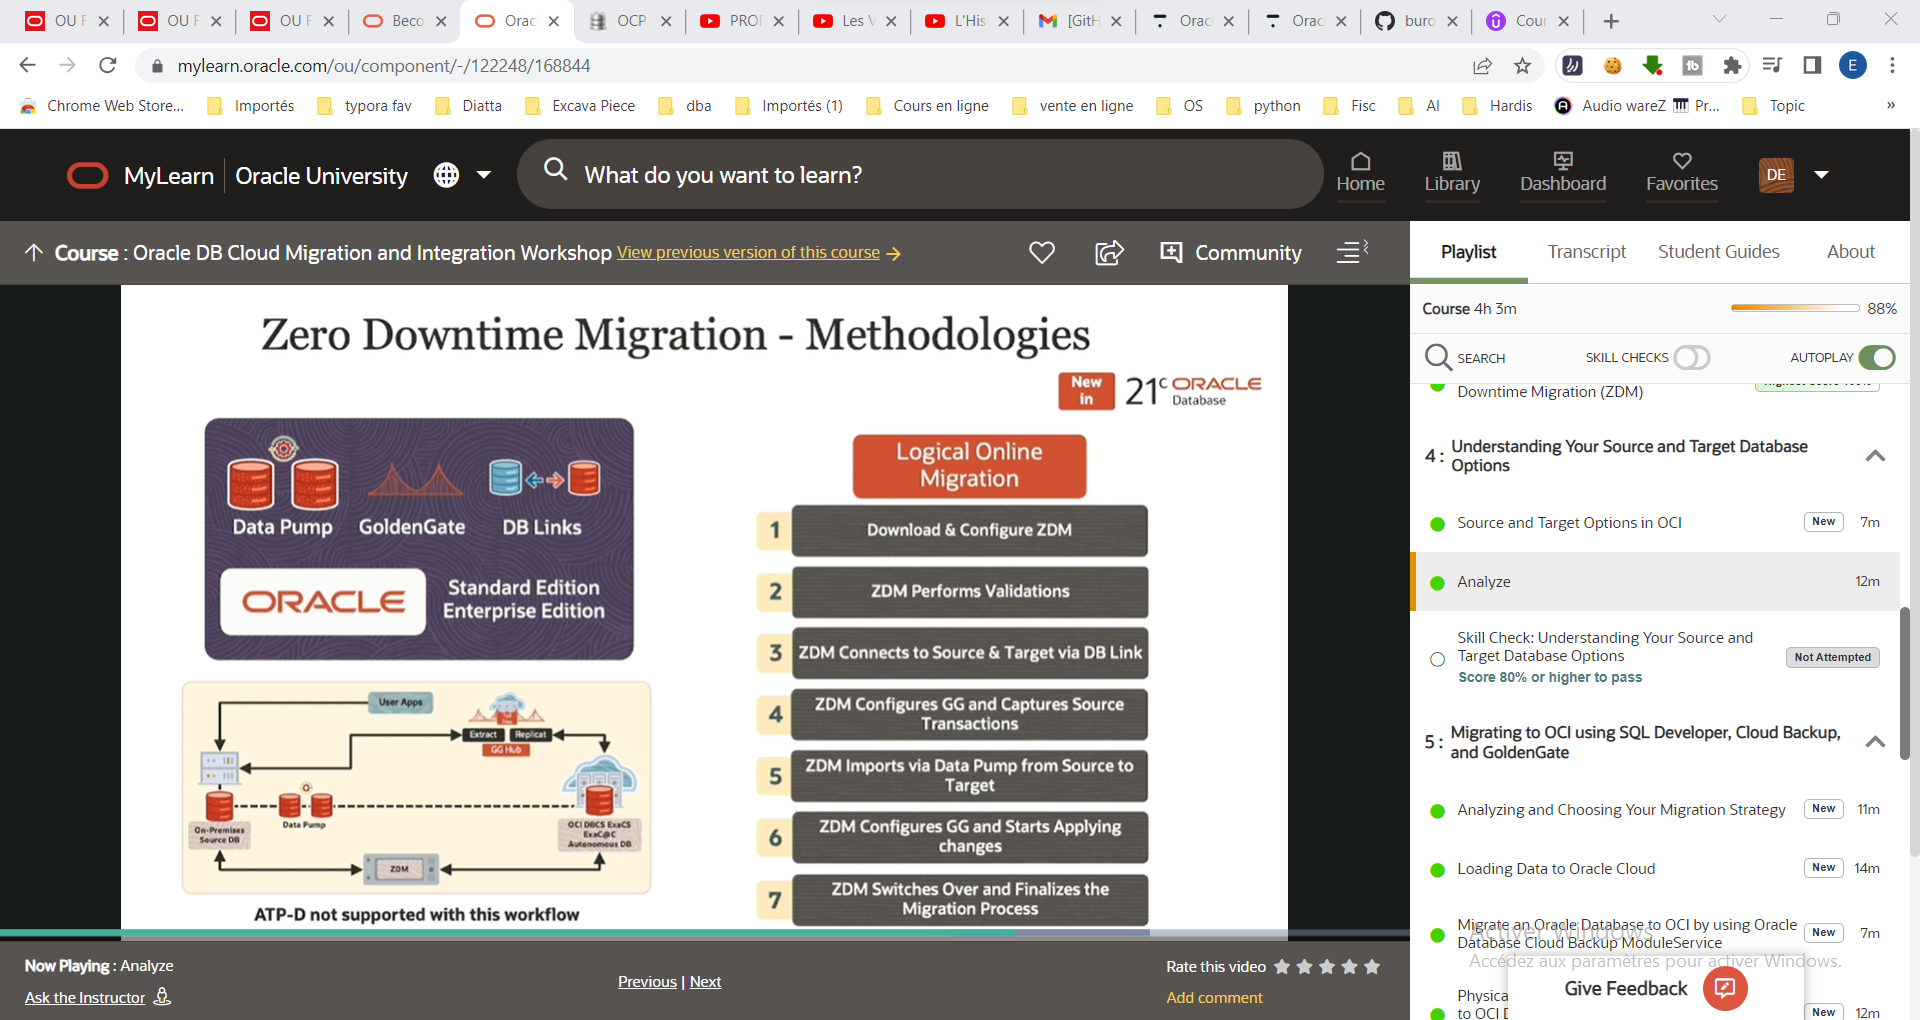 OU F
OU F
OU F
Beco
Orac
OCP
PROF
Les V
L'His
[GitH
Orac
Orac
buro
Cour
mylearn.oracle.com/ou/component/-/122248/168844
E
Chrome Web Store...
Importés
typora fav
Diatta
Excava Piece
dba
Importés (1)
Cours en ligne
vente en ligne
OS
python
Fisc
AI
Hardis
Audio wareZ
Pr...
Topic
»
MyLearn
Oracle University
What do you want to learn?
Home
Library
Dashboard
Favorites
DE
Course : Oracle DB Cloud Migration and Integration Workshop View previous version of this course
Community
Zero Downtime Migration - Methodologies
New in
21c ORACLE Database
Data Pump
GoldenGate
DB Links
ORACLE
Standard Edition
Enterprise Edition
User Apps
Extract
Replicat
GG Hub
On-Premises
Source DB
Data Pump
OCI DBCS ExaCS
ExaC@C
Autonomous DB
ZDM
ATP-D not supported with this workflow
Logical Online
Migration
1 Download & Configure ZDM
2 ZDM Performs Validations
3 ZDM Connects to Source & Target via DB Link
4 ZDM Configures GG and Captures Source
Transactions
5 ZDM Imports via Data Pump from Source to
Target
6 ZDM Configures GG and Starts Applying
changes
7 ZDM Switches Over and Finalizes the
Migration Process
Now Playing : Analyze
Ask the Instructor
Previous | Next
Rate this video
Add comment
Playlist
Transcript
Student Guides
About
Course 4h 3m
88%
SEARCH
SKILL CHECKS
AUTOPLAY
Downtime Migration (ZDM)
4 : Understanding Your Source and Target Database
Options
Source and Target Options in OCI New 7m
Analyze 12m
Skill Check: Understanding Your Source and
Target Database Options
Not Attempted
Score 80% or higher to pass
5 : Migrating to OCI using SQL Developer, Cloud Backup,
and GoldenGate
Analyzing and Choosing Your Migration Strategy New 11m
Loading Data to Oracle Cloud New 14m
Migrate an Oracle Database to OCI by using Oracle
Database Cloud Backup ModuleService
New 7m
Activer Windows
Accédez aux paramètres pour activer Windows.
Physica
to OCI
New 12m
Give Feedback